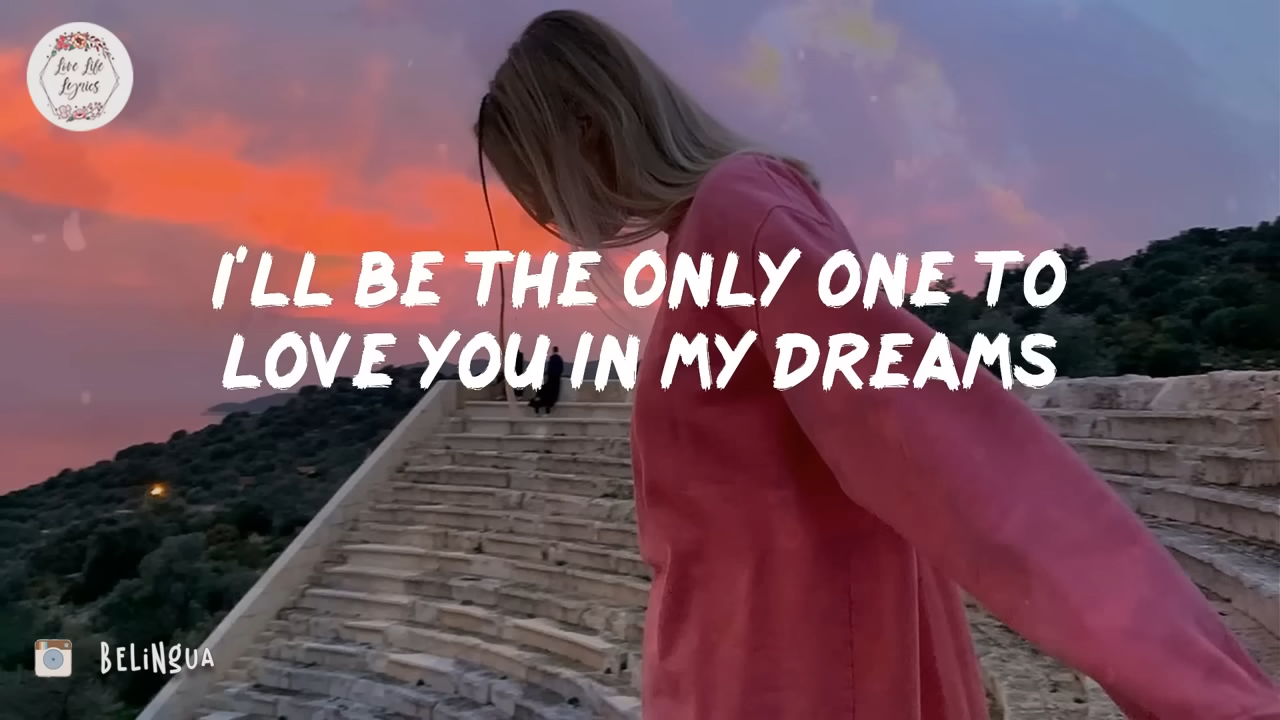 Love Life
Lyrics
I'LL BE THE ONLY ONE TO
LOVE YOU IN MY DREAMS
BELINGUA